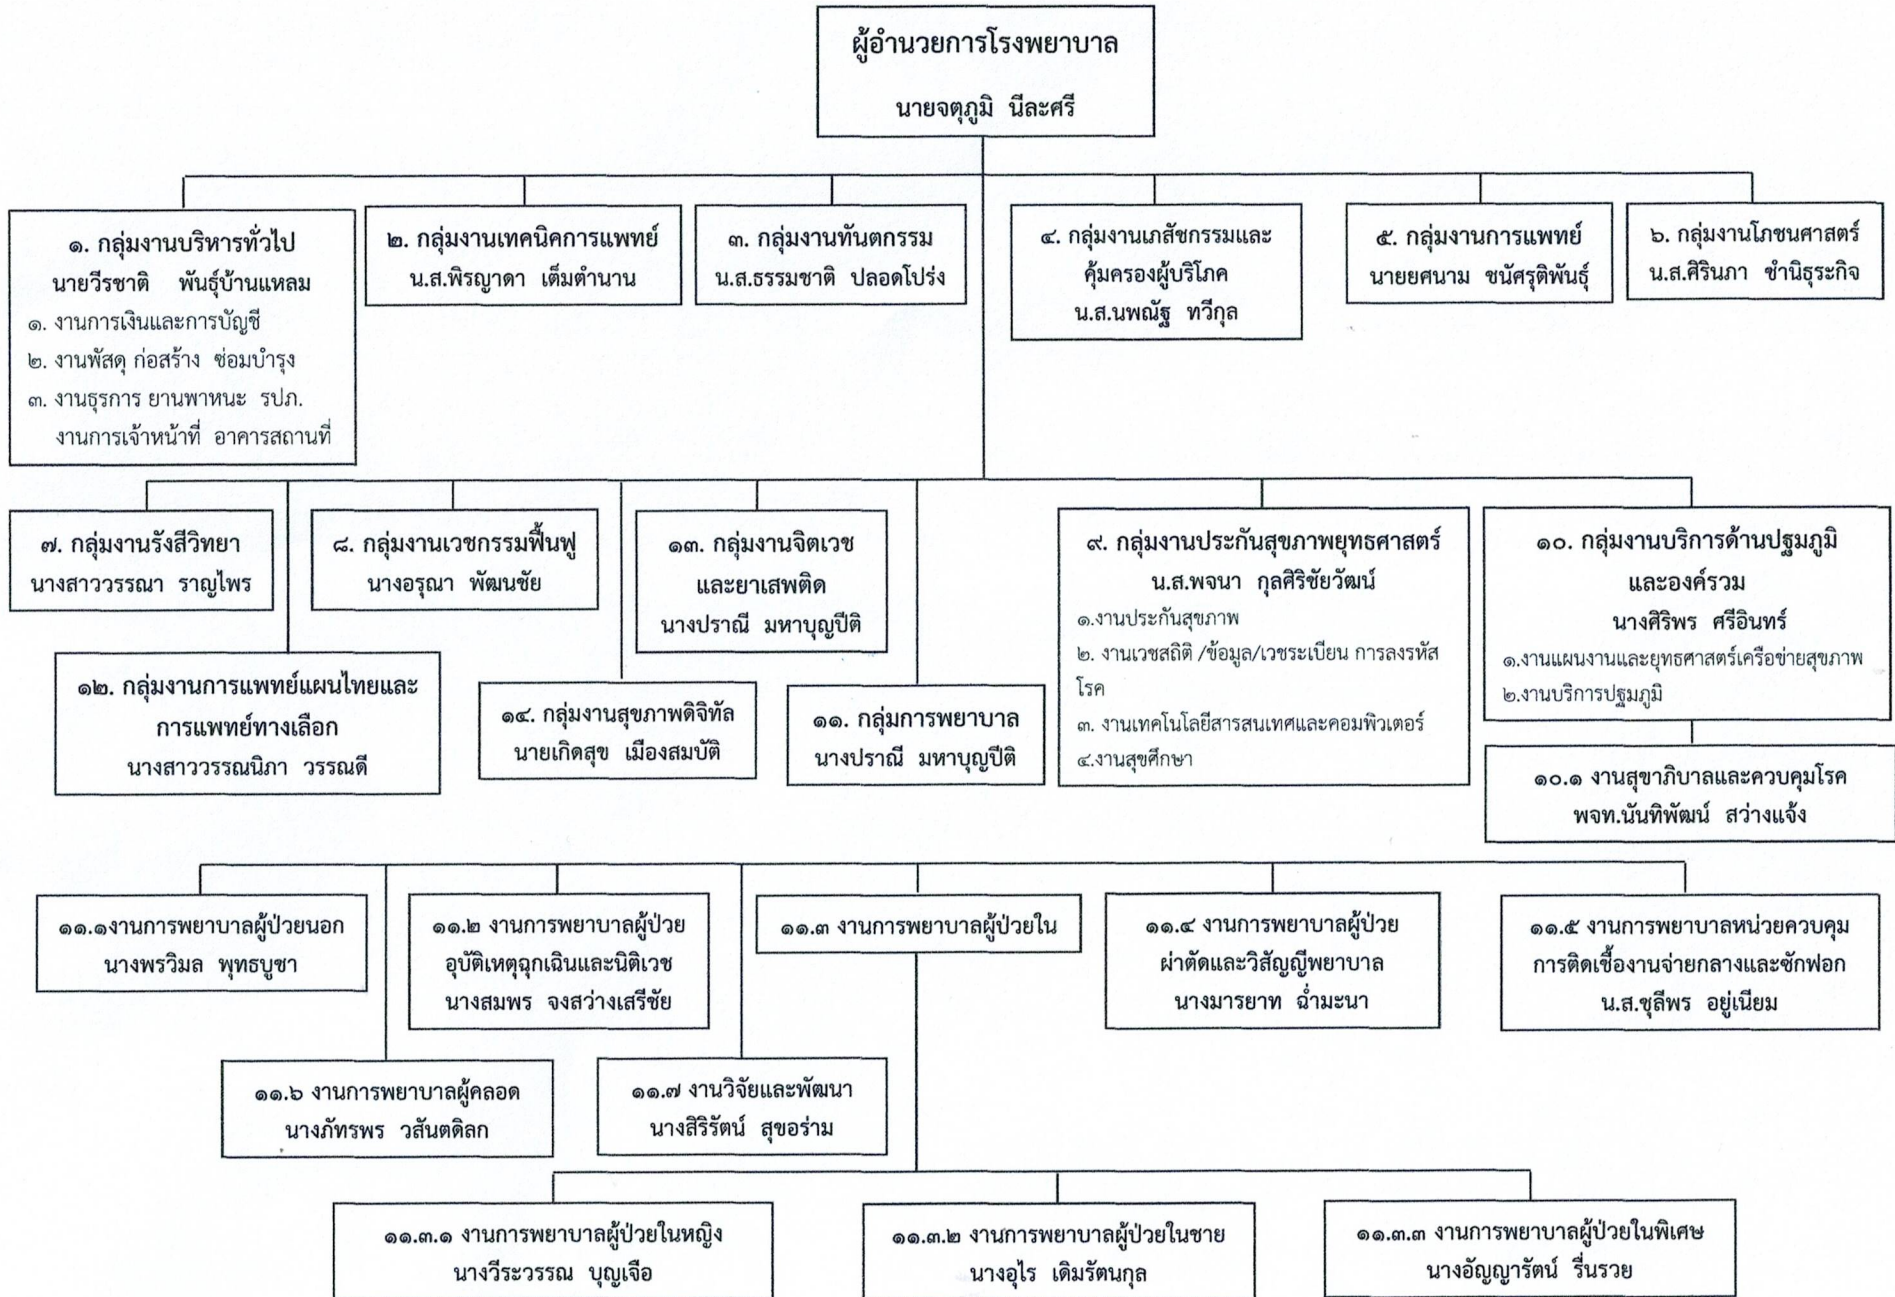 ผู้อำนวยการโรงพยาบาล
นายจตุภูมิ นีละศรี
๑. กลุ่มงานบริหารทั่วไป
นายวีรชาติ พันธุ์บ้านแหลม
๑. งานการเงินและการบัญชี
๒. งานพัสดุ ก่อสร้าง ซ่อมบำรุง
๓. งานธุรการ ยานพาหนะ รปภ.
งานการเจ้าหน้าที่ อาคารสถานที่
๒. กลุ่มงานเทคนิคการแพทย์
น.ส.พิรญาดา เต็มตำนาน
๓. กลุ่มงานทันตกรรม
น.ส.ธรรมชาติ ปลอดโปร่ง
๔. กลุ่มงานเภสัชกรรมและ
คุ้มครองผู้บริโภค
น.ส.นพณัฐ ทวีกุล
๕. กลุ่มงานการแพทย์
นายยศนาม ชนัศรุติพันธุ์
๖. กลุ่มงานโภชนศาสตร์
น.ส.ศิรินภา ชำนิธุระกิจ
๗. กลุ่มงานรังสีวิทยา
นางสาววรรณา ราญไพร
๘. กลุ่มงานเวชกรรมฟื้นฟู
นางอรุณา พัฒนชัย
๑๓. กลุ่มงานจิตเวช
และยาเสพติด
นางปราณี มหาบุญปีติ
๙. กลุ่มงานประกันสุขภาพยุทธศาสตร์
น.ส.พจนา กุลศิริชัยวัฒน์
๑.งานประกันสุขภาพ
๒. งานเวชสถิติ /ข้อมูล/เวชระเบียน การลงรหัส
โรค
๓. งานเทคโนโลยีสารสนเทศและคอมพิวเตอร์
๔.งานสุขศึกษา
๑๐. กลุ่มงานบริการด้านปฐมภูมิ
และองค์รวม
นางศิริพร ศรีอินทร์
๑.งานแผนงานและยุทธศาสตร์เครือข่ายสุขภาพ
๒.งานบริการปฐมภูมิ
๑๒. กลุ่มงานการแพทย์แผนไทยและ
การแพทย์ทางเลือก
นางสาววรรณนิภา วรรณดี
๑๔. กลุ่มงานสุขภาพดิจิทัล
นายเกิดสุข เมืองสมบัติ
๑๑. กลุ่มการพยาบาล
นางปราณี มหาบุญปีติ
๑๐.๑ งานสุขาภิบาลและควบคุมโรค
พจท.นันทิพัฒน์ สว่างแจ้ง
๑๑.๑งานการพยาบาลผู้ป่วยนอก
นางพรวิมล พุทธบูชา
๑๑.๒ งานการพยาบาลผู้ป่วย
อุบัติเหตุฉุกเฉินและนิติเวช
นางสมพร จงสว่างเสรีชัย
๑๑.๓ งานการพยาบาลผู้ป่วยใน
๑๑.๔ งานการพยาบาลผู้ป่วย
ผ่าตัดและวิสัญญีพยาบาล
นางมารยาท ฉ่ำมะนา
๑๑.๕ งานการพยาบาลหน่วยควบคุม
การติดเชื้องานจ่ายกลางและซักฟอก
น.ส.ชุลีพร อยู่เนียม
๑๑.๖ งานการพยาบาลผู้คลอด
นางภัทรพร วสันตดิลก
๑๑.๗ งานวิจัยและพัฒนา
นางสิริรัตน์ สุขอร่าม
๑๑.๓.๑ งานการพยาบาลผู้ป่วยในหญิง
นางวีระวรรณ บุญเจือ
๑๑.๓.๒ งานการพยาบาลผู้ป่วยในชาย
นางอุไร เดิมรัตนกุล
๑๑.๓.๓ งานการพยาบาลผู้ป่วยในพิเศษ
นางอัญญารัตน์ รื่นรวย